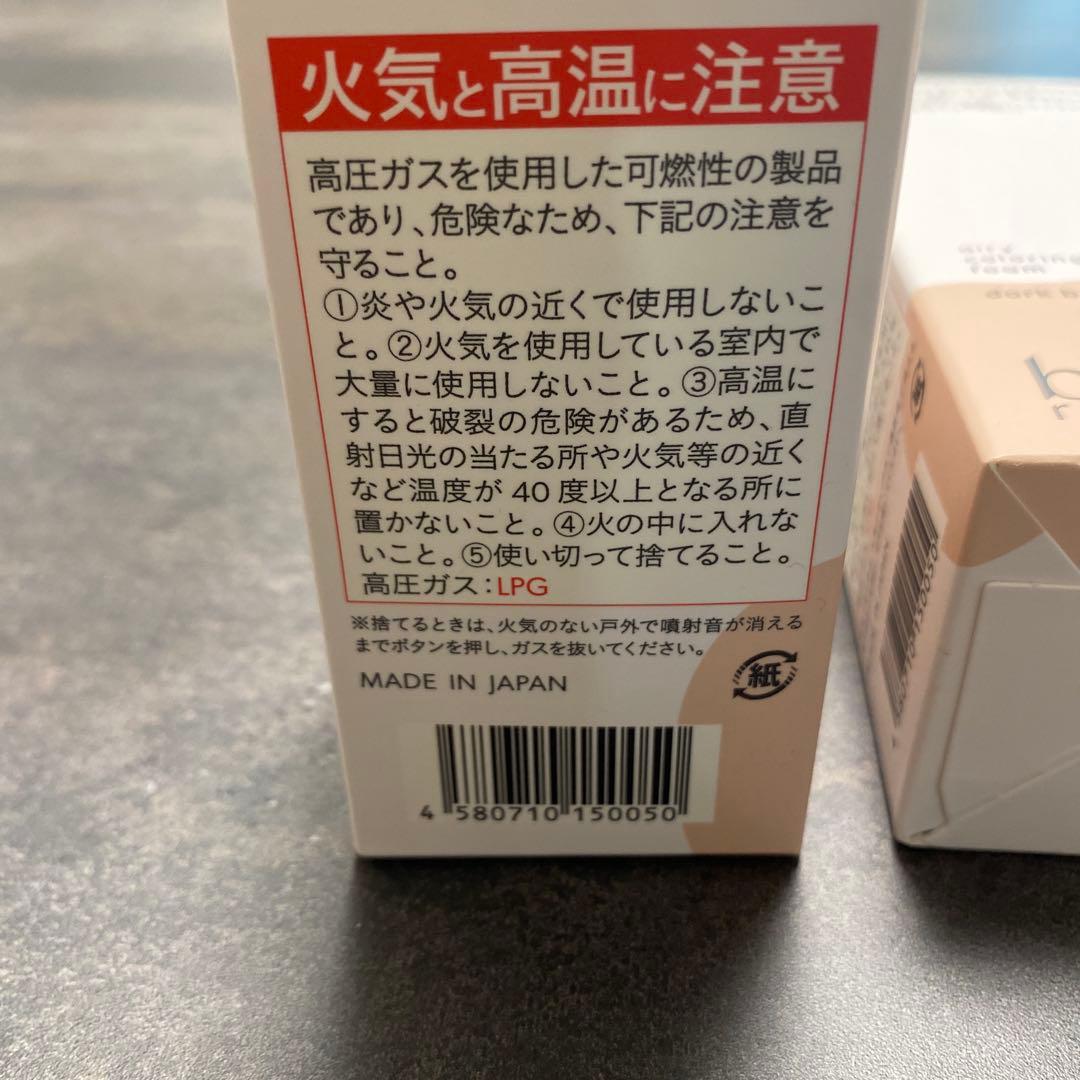 火気と高温に注意
高圧ガスを使用した可燃性の製品
であり、危険なため、下記の注意を
守ること。
①炎や火気の近くで使用しないこ
と。②火気を使用している室内で
大量に使用しないこと。③高温に
すると破裂の危険があるため、直
射日光の当たる所や火気等の近く
など温度が 40 度以上となる所に
置かないこと。④火の中に入れな
いこと。⑤使い切って捨てること。
高圧ガス：LPG
※捨てるときは、火気のない戸外で噴射音が消える
までボタンを押し、ガスを抜いてください。
MADE IN JAPAN
紙
4 580710 150050
airy
coloring
foam
dark b